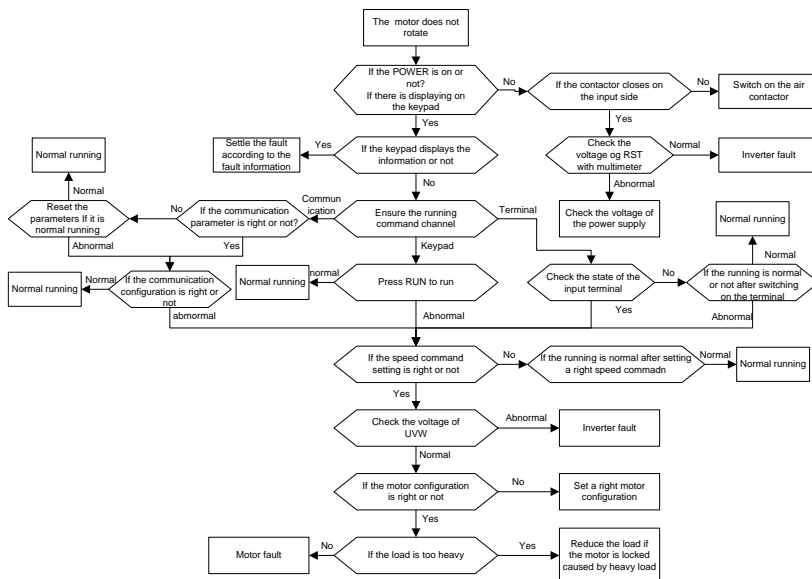 The motor does not
rotate
If the POWER is on or
not?
If there is displaying on
the keypad
No
If the contactor closes on
the input side
No
Switch on the air
contactor
Yes
Yes
Settle the fault
according to the
fault information
Yes
If the keypad displays the
information or not
Check the
voltage og RST
with multimeter
Normal
Inverter fault
Normal running
No
Abnormal
Normal
Reset the
parameters If it is
normal running
No
If the communication
parameter is right or not?
Commu
nication
Ensure the running
command channel
Terminal
Check the voltage of
the power supply
Normal running
Abnormal
Yes
Keypad
Normal
Normal running
Normal
If the communication
configuration is right or
not
Normal running
normal
Press RUN to run
Check the state of the
input terminal
No
If the running is normal
or not after switching
on the terminal
abmormal
Abnormal
Yes
Abnormal
If the speed command
setting is right or not
No
If the running is normal after setting
a right speed commadn
Normal
Normal running
Yes
Check the voltage of
UVW
Abnormal
Inverter fault
Normal
If the motor configuration
is right or not
No
Set a right motor
configuration
Yes
Motor fault
No
If the load is too heavy
Yes
Reduce the load if
the motor is locked
caused by heavy load